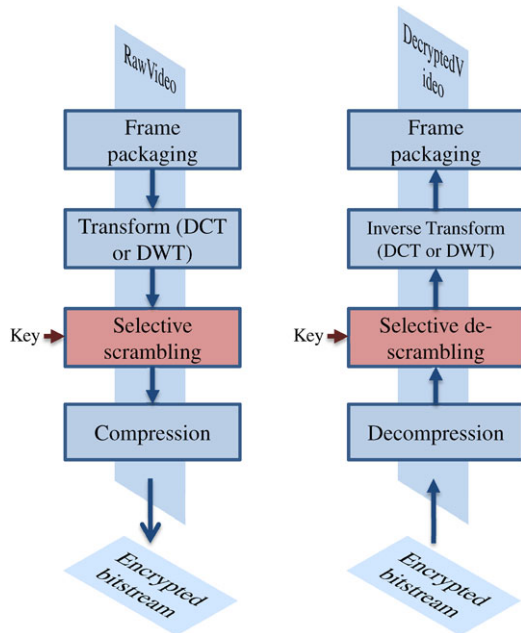 RawVideo
Frame
packaging
Transform (DCT
or DWT)
Key
Selective
scrambling
Compression
Encrypted
bitstream
DecryptedV
ideo
Frame
packaging
Inverse Transform
(DCT or DWT)
Key
Selective de-
scrambling
Decompression
Encrypted
bitstream